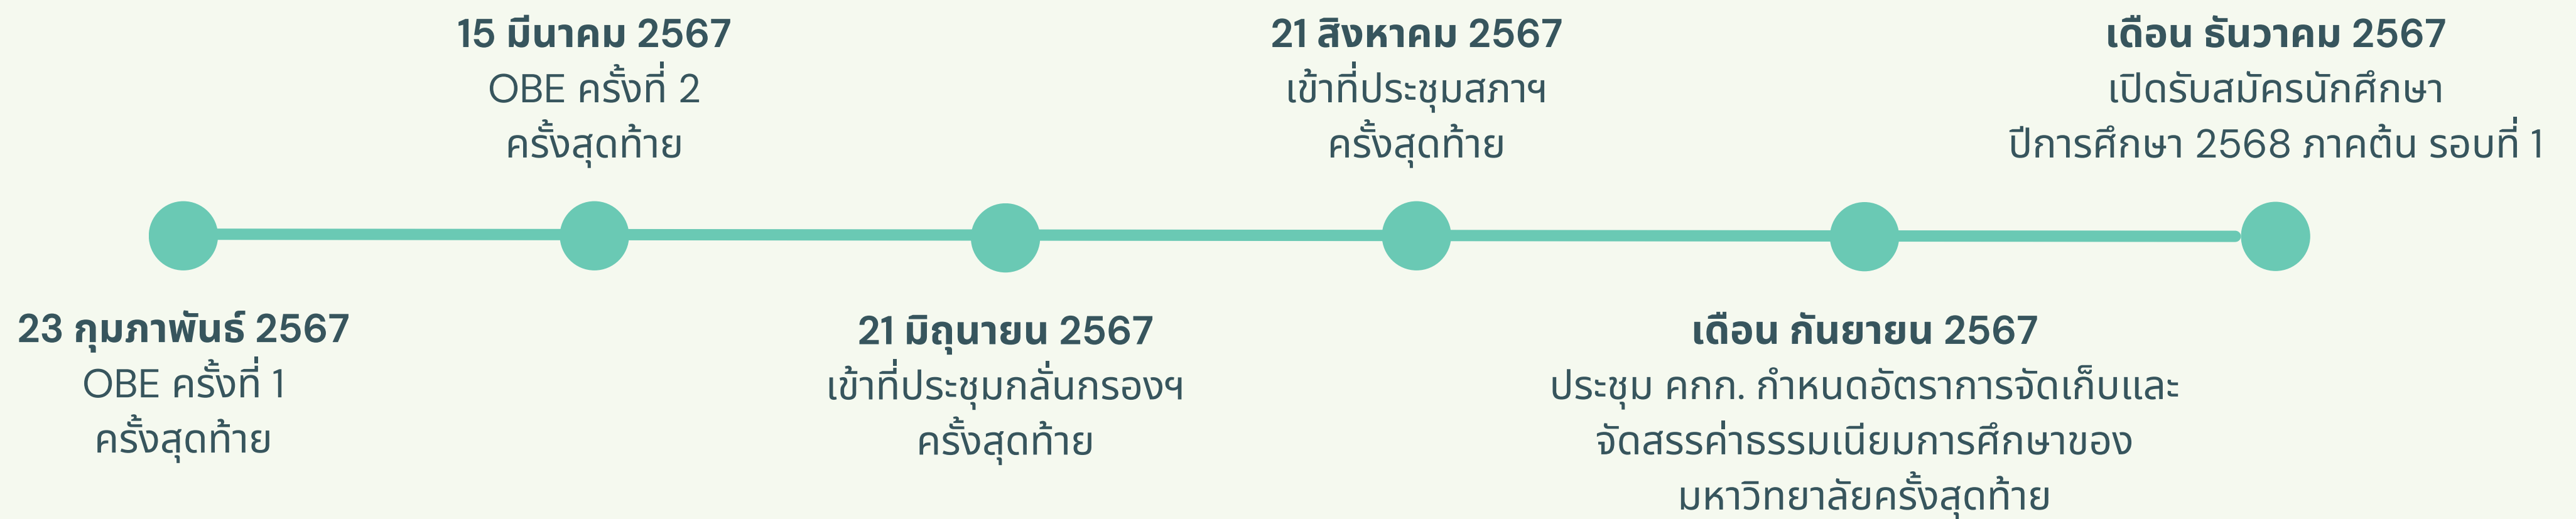 15 มีนาคม 2567
OBE ครั้งที่ 2
ครั้งสุดท้าย
21 สิงหาคม 2567
เข้าที่ประชุมสภาฯ
ครั้งสุดท้าย
เดือน ธันวาคม 2567
เปิดรับสมัครนักศึกษา
ปีการศึกษา 2568 ภาคต้น รอบที่ 1
23 กุมภาพันธ์ 2567
OBE ครั้งที่ 1
ครั้งสุดท้าย
21 มิถุนายน 2567
เข้าที่ประชุมกลั่นกรองฯ
ครั้งสุดท้าย
เดือน กันยายน 2567
ประชุม คกก. กำหนดอัตราการจัดเก็บและ
จัดสรรค่าธรรมเนียมการศึกษาของ
มหาวิทยาลัยครั้งสุดท้าย